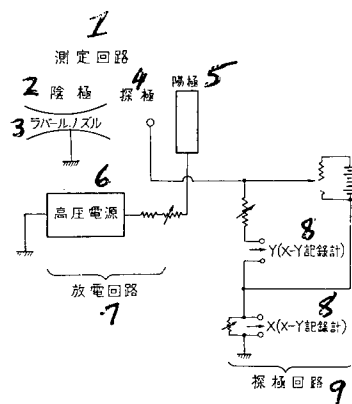 1
測定回路
2 陰極 4 探極 陽極 5
3 ラバールノズル
6
高圧電源
8
Y(X-Y記錄計)
放電回路
7
8
X(X-Y記錄計)
探極回路 9